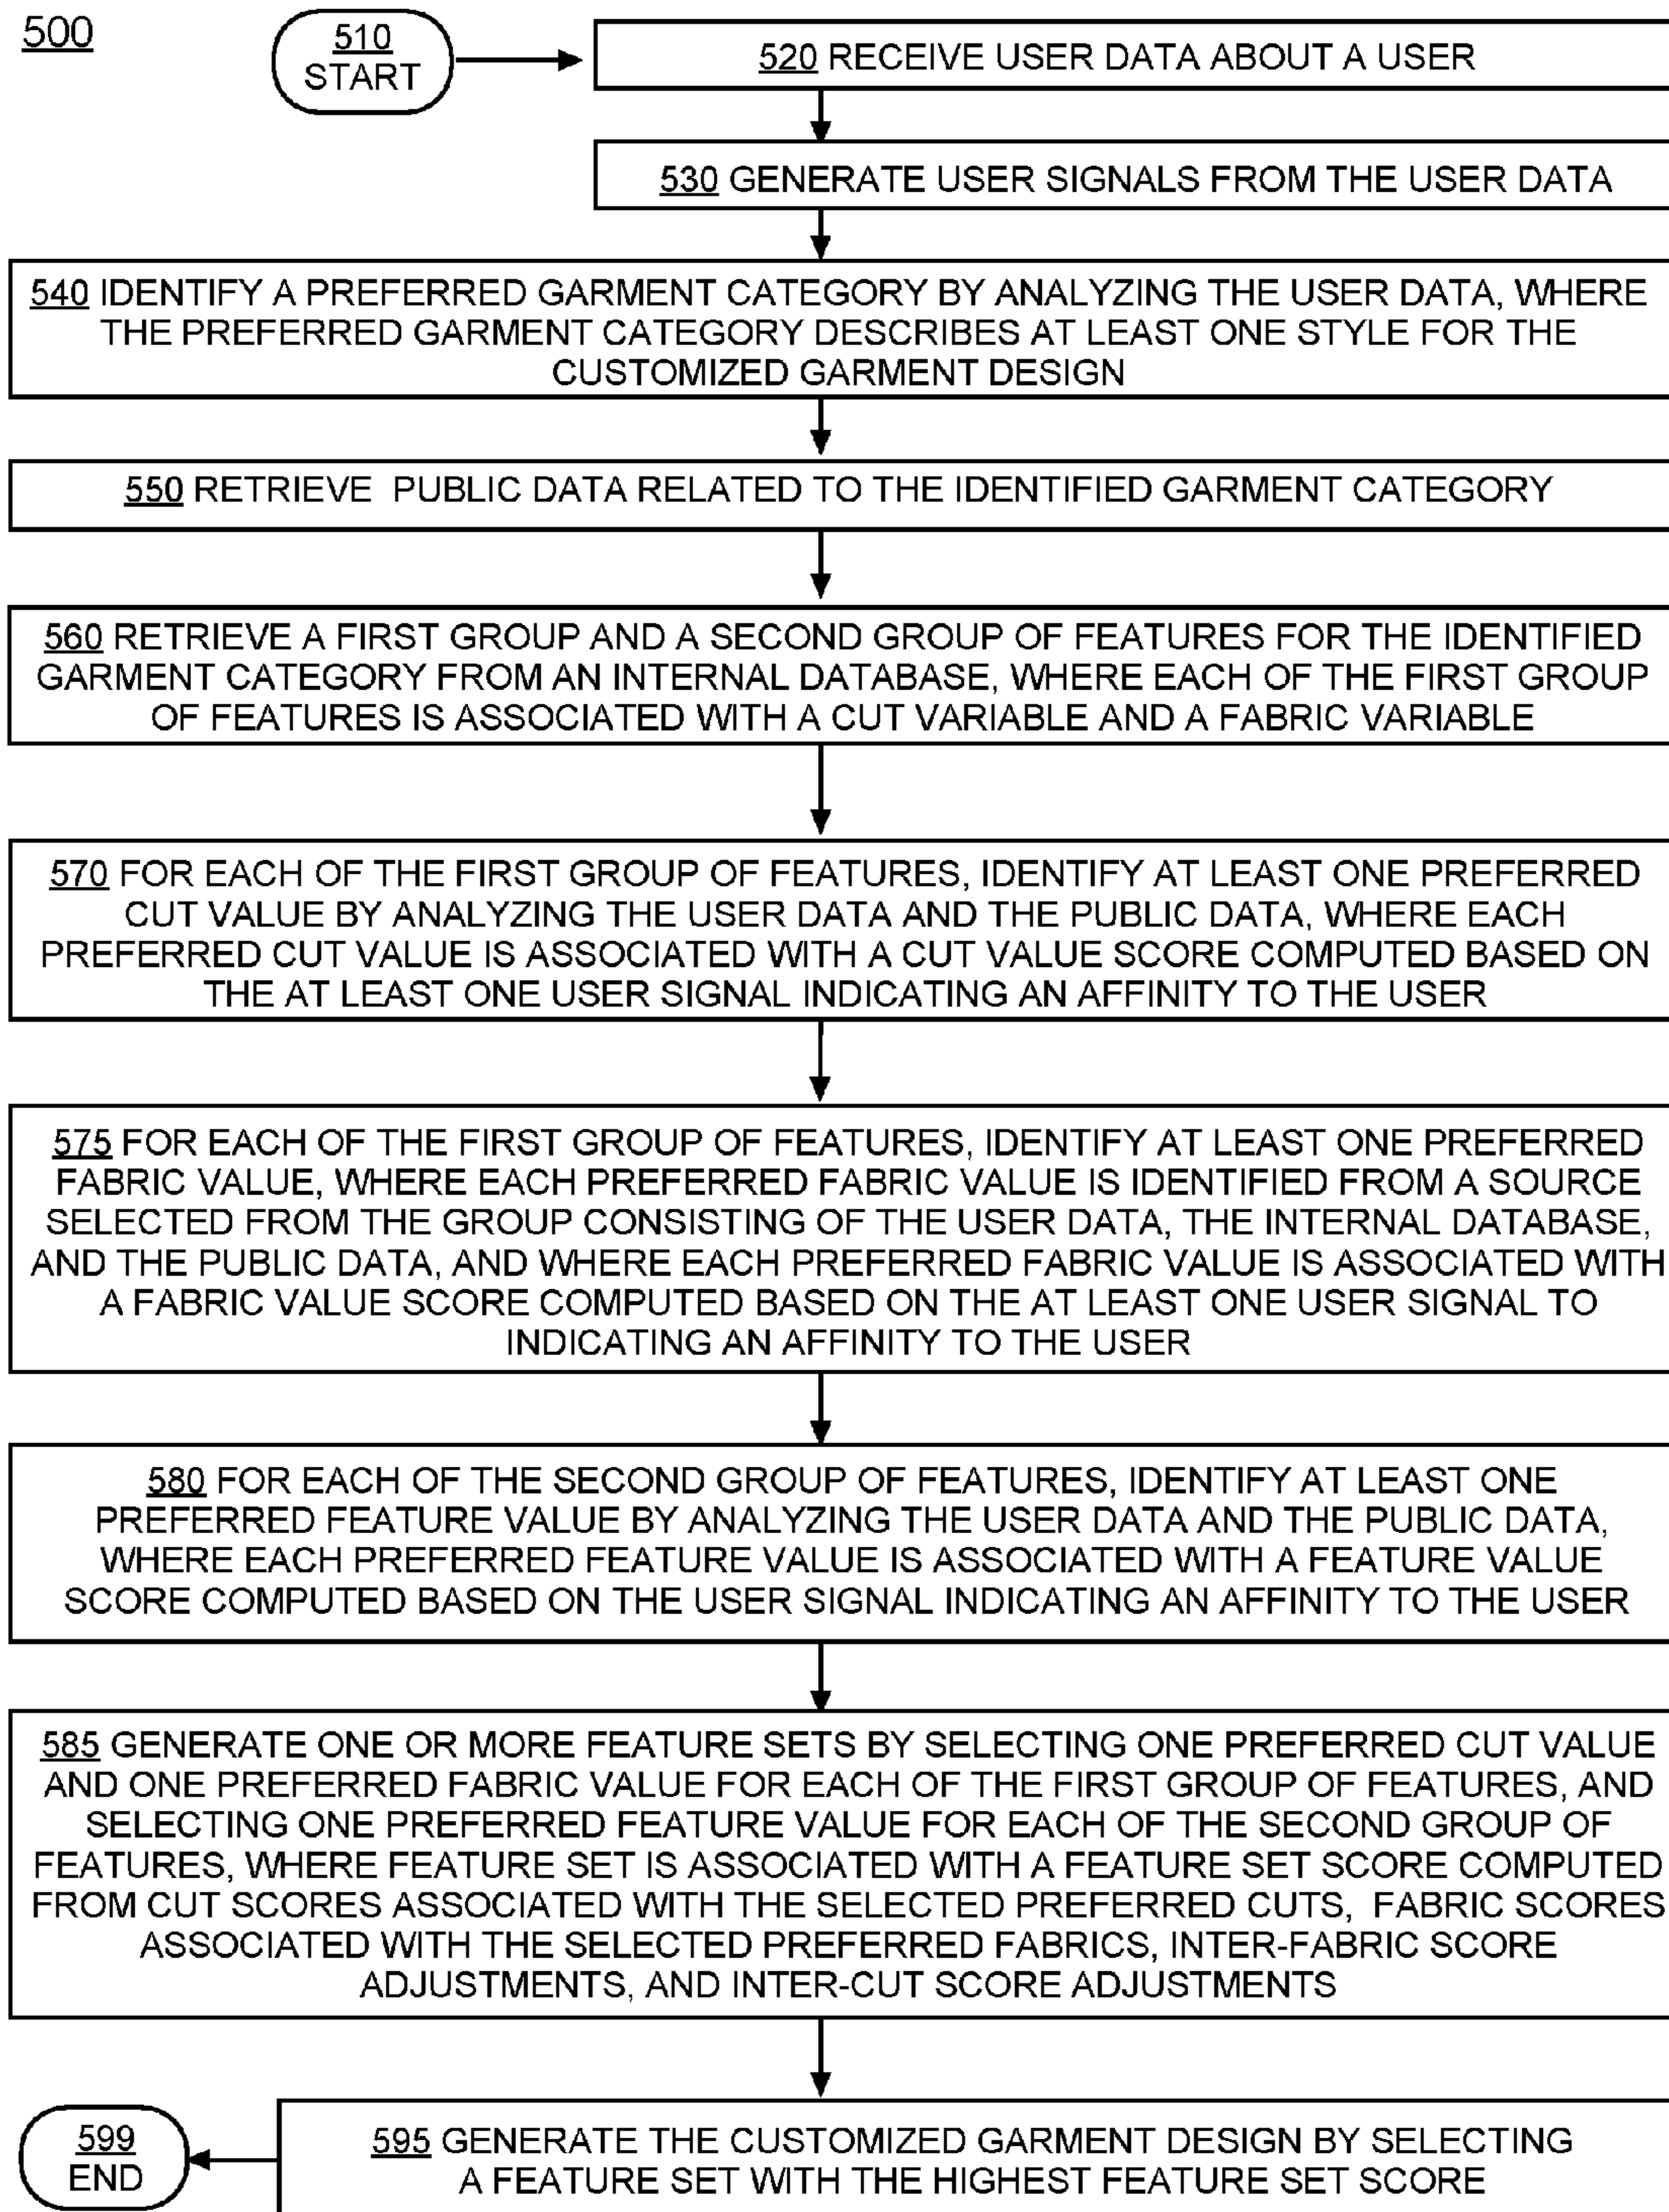 500
510
START
520 RECEIVE USER DATA ABOUT A USER
530 GENERATE USER SIGNALS FROM THE USER DATA
540 IDENTIFY A PREFERRED GARMENT CATEGORY BY ANALYZING THE USER DATA, WHERE
THE PREFERRED GARMENT CATEGORY DESCRIBES AT LEAST ONE STYLE FOR THE
CUSTOMIZED GARMENT DESIGN
550 RETRIEVE PUBLIC DATA RELATED TO THE IDENTIFIED GARMENT CATEGORY
560 RETRIEVE A FIRST GROUP AND A SECOND GROUP OF FEATURES FOR THE IDENTIFIED
GARMENT CATEGORY FROM AN INTERNAL DATABASE, WHERE EACH OF THE FIRST GROUP
OF FEATURES IS ASSOCIATED WITH A CUT VARIABLE AND A FABRIC VARIABLE
570 FOR EACH OF THE FIRST GROUP OF FEATURES, IDENTIFY AT LEAST ONE PREFERRED
CUT VALUE BY ANALYZING THE USER DATA AND THE PUBLIC DATA, WHERE EACH
PREFERRED CUT VALUE IS ASSOCIATED WITH A CUT VALUE SCORE COMPUTED BASED ON
THE AT LEAST ONE USER SIGNAL INDICATING AN AFFINITY TO THE USER
575 FOR EACH OF THE FIRST GROUP OF FEATURES, IDENTIFY AT LEAST ONE PREFERRED
FABRIC VALUE, WHERE EACH PREFERRED FABRIC VALUE IS IDENTIFIED FROM A SOURCE
SELECTED FROM THE GROUP CONSISTING OF THE USER DATA, THE INTERNAL DATABASE,
AND THE PUBLIC DATA, AND WHERE EACH PREFERRED FABRIC VALUE IS ASSOCIATED WITH
A FABRIC VALUE SCORE COMPUTED BASED ON THE AT LEAST ONE USER SIGNAL TO
INDICATING AN AFFINITY TO THE USER
580 FOR EACH OF THE SECOND GROUP OF FEATURES, IDENTIFY AT LEAST ONE
PREFERRED FEATURE VALUE BY ANALYZING THE USER DATA AND THE PUBLIC DATA,
WHERE EACH PREFERRED FEATURE VALUE IS ASSOCIATED WITH A FEATURE VALUE
SCORE COMPUTED BASED ON THE USER SIGNAL INDICATING AN AFFINITY TO THE USER
585 GENERATE ONE OR MORE FEATURE SETS BY SELECTING ONE PREFERRED CUT VALUE
AND ONE PREFERRED FABRIC VALUE FOR EACH OF THE FIRST GROUP OF FEATURES, AND
SELECTING ONE PREFERRED FEATURE VALUE FOR EACH OF THE SECOND GROUP OF
FEATURES, WHERE FEATURE SET IS ASSOCIATED WITH A FEATURE SET SCORE COMPUTED
FROM CUT SCORES ASSOCIATED WITH THE SELECTED PREFERRED CUTS, FABRIC SCORES
ASSOCIATED WITH THE SELECTED PREFERRED FABRICS, INTER-FABRIC SCORE
ADJUSTMENTS, AND INTER-CUT SCORE ADJUSTMENTS
595 GENERATE THE CUSTOMIZED GARMENT DESIGN BY SELECTING
A FEATURE SET WITH THE HIGHEST FEATURE SET SCORE
599
END